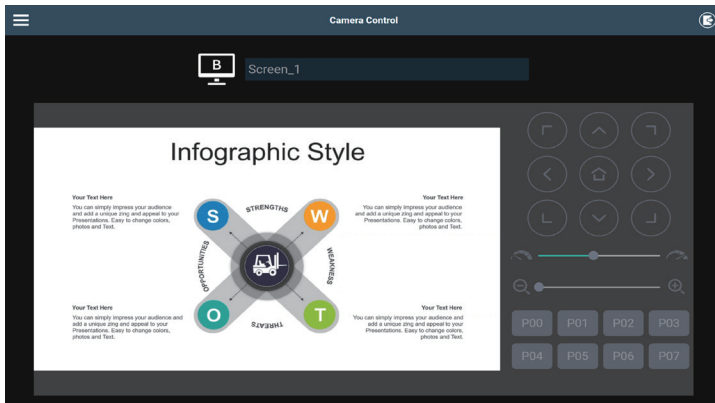 Camera Control
B
Screen_1
Infographic Style
Your Text Here
You can simply impress your audience
and add a unique zing and appeal to your
Presentations. Easy to change colors,
photos and Text.
S
STRENGTHS
W
Your Text Here
You can simply impress your audience
and add a unique zing and appeal to your
Presentations. Easy to change colors,
photos and Text.
OPPORTUNITIES
WEAKNESS
Your Text Here
You can simply impress your audience and
add a unique zing and appeal to your
Presentations. Easy to change colors,
photos and Text.
O
THREATS
T
Your Text Here
You can simply impress your audience and
add a unique zing and appeal to your
Presentations. Easy to change colors,
photos and Text.
P00 P01 P02 P03
P04 P05 P06 P07